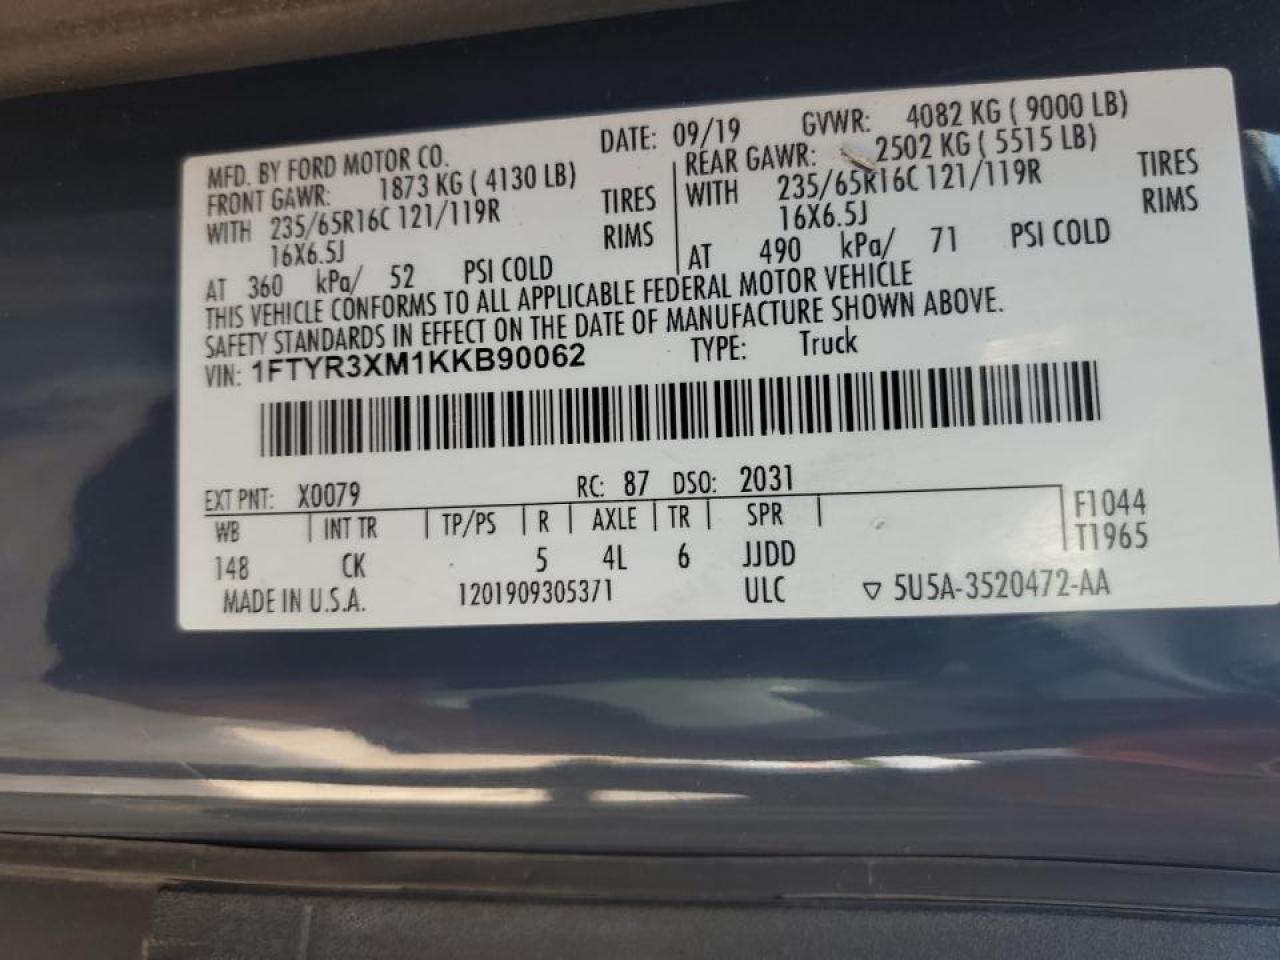 MFD. BY FORD MOTOR CO. DATE: 09/19 GVWR: 4082 KG ( 9000 LB)
FRONT GAWR: 1873 KG ( 4130 LB) REAR GAWR: 2502 KG ( 5515 LB)
WITH 235/65R16C 121/119R TIRES WITH 235/65R16C 121/119R TIRES
16X6.5J RIMS 16X6.5J RIMS
AT 360 kPa/ 52 PSI COLD AT 490 kPa/ 71 PSI COLD
THIS VEHICLE CONFORMS TO ALL APPLICABLE FEDERAL MOTOR VEHICLE
SAFETY STANDARDS IN EFFECT ON THE DATE OF MANUFACTURE SHOWN ABOVE.
VIN: 1FTYR3XM1KKB90062 TYPE: Truck
EXT PNT: X0079 RC: 87 DSO: 2031
WB INT TR TP/PS R AXLE TR SPR F1044
148 CK 5 4L 6 JJDD T1965
MADE IN U.S.A. 1201909305371 ULC ▽ 5U5A-3520472-AA